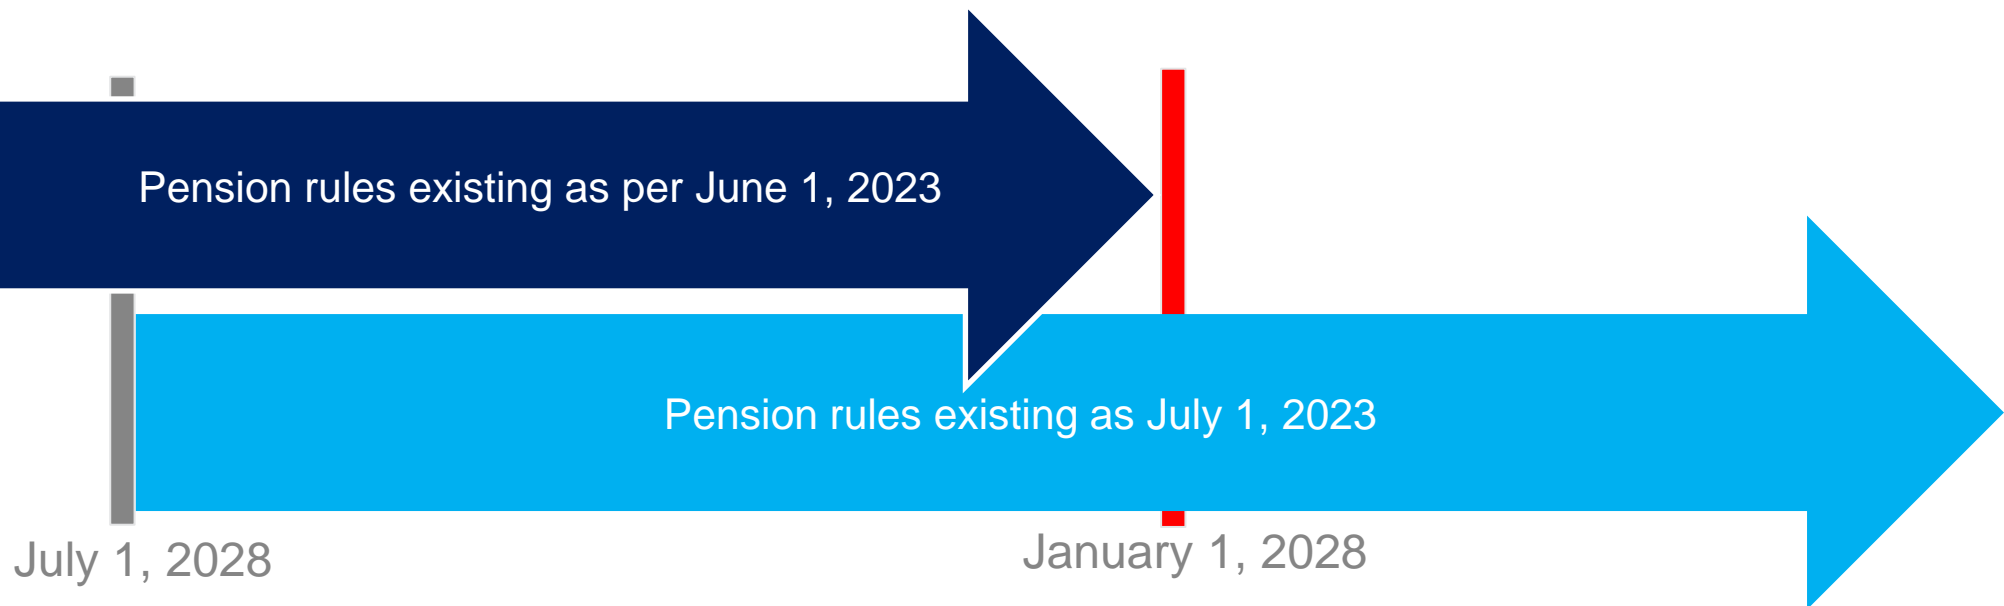 Pension rules existing as per June 1, 2023
Pension rules existing as July 1, 2023
July 1, 2028
January 1, 2028